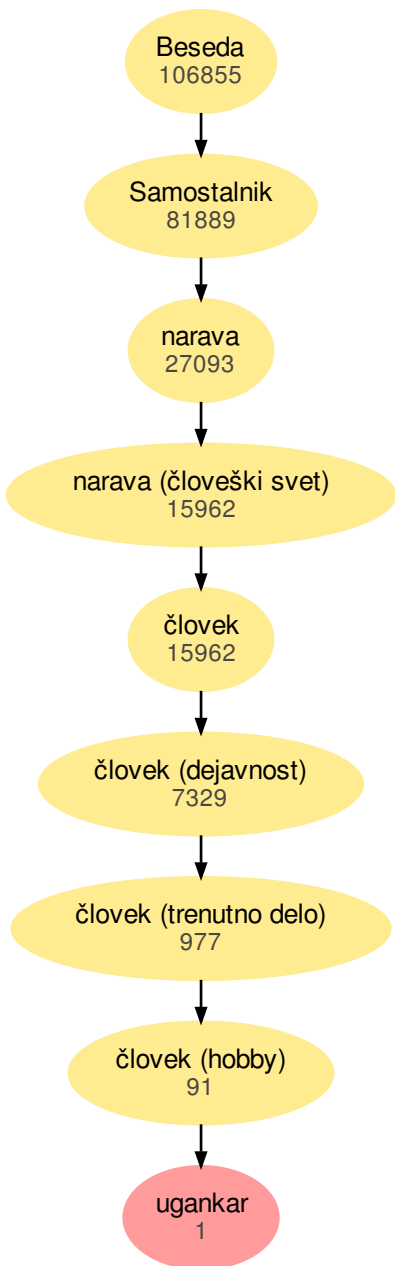 Beseda
106855
Samostalnik
81889
narava
27093
narava (človeški svet)
15962
človek
15962
človek (dejavnost)
7329
človek (trenutno delo)
977
človek (hobby)
91
ugankar
1